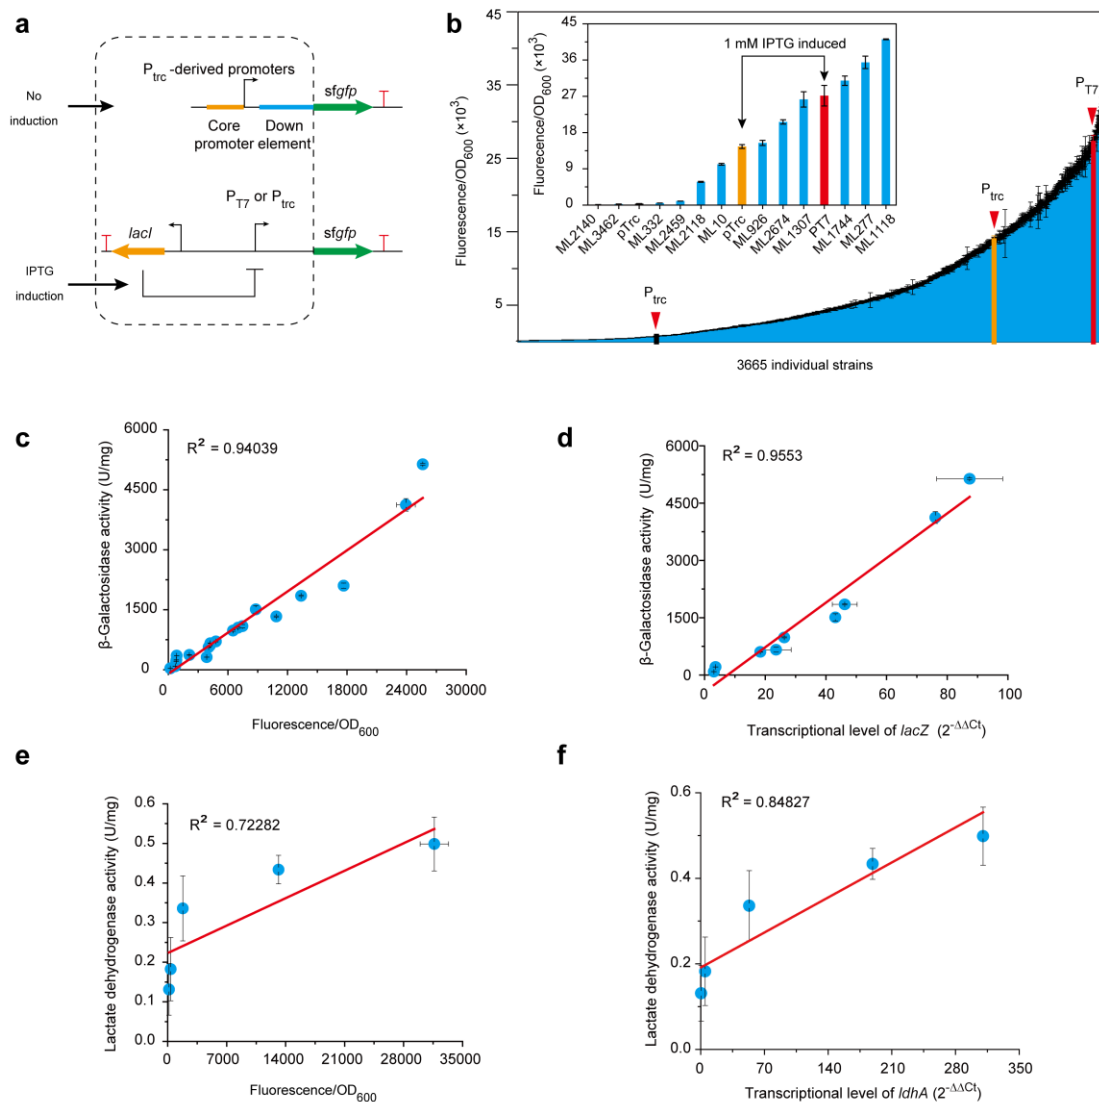 a
No
induction
Ptrc -derived promoters
sfgfp
Core
promoter
Down
element
PT7 or Ptrc
lacI
sfgfp
IPTG
induction
b
Fluorescence/OD600 (×10³)
45
35
25
15
5
Fluorecence/OD600 (×10³)
45
36
27
18
9
0
1 mM IPTG induced
ML2140
ML3462
pTrc
ML332
ML2459
ML2118
ML10
pTrc
ML926
ML2674
ML1307
PT7
ML1744
ML277
ML1118
Ptrc
Ptrc
PT7
3665 individual strains
c
β-Galactosidase activity (U/mg)
R² = 0.94039
6000
4500
3000
1500
0
0 6000 12000 18000 24000 30000
Fluorescence/OD600
d
β-Galactosidase activity (U/mg)
R² = 0.9553
6000
4500
3000
1500
0
0 20 40 60 80 100
Transcriptional level of lacZ (2-ΔΔCt)
e
Lactate dehydrogenase activity (U/mg)
R² = 0.72282
0.6
0.5
0.4
0.3
0.2
0.1
0.0
0 7000 14000 21000 28000 35000
Fluorescence/OD600
f
Lactate dehydrogenase activity (U/mg)
R² = 0.84827
0.6
0.4
0.2
0.0
0 70 140 210 280 350
Transcriptional level of ldhA (2-ΔΔCt)